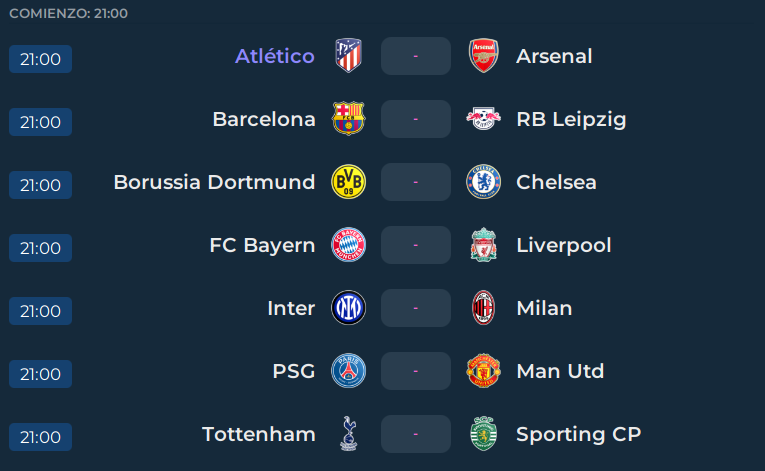 COMIENZO: 21:00
21:00 Atlético - Arsenal
21:00 Barcelona - RB Leipzig
21:00 Borussia Dortmund - Chelsea
21:00 FC Bayern - Liverpool
21:00 Inter - Milan
21:00 PSG - Man Utd
21:00 Tottenham - Sporting CP